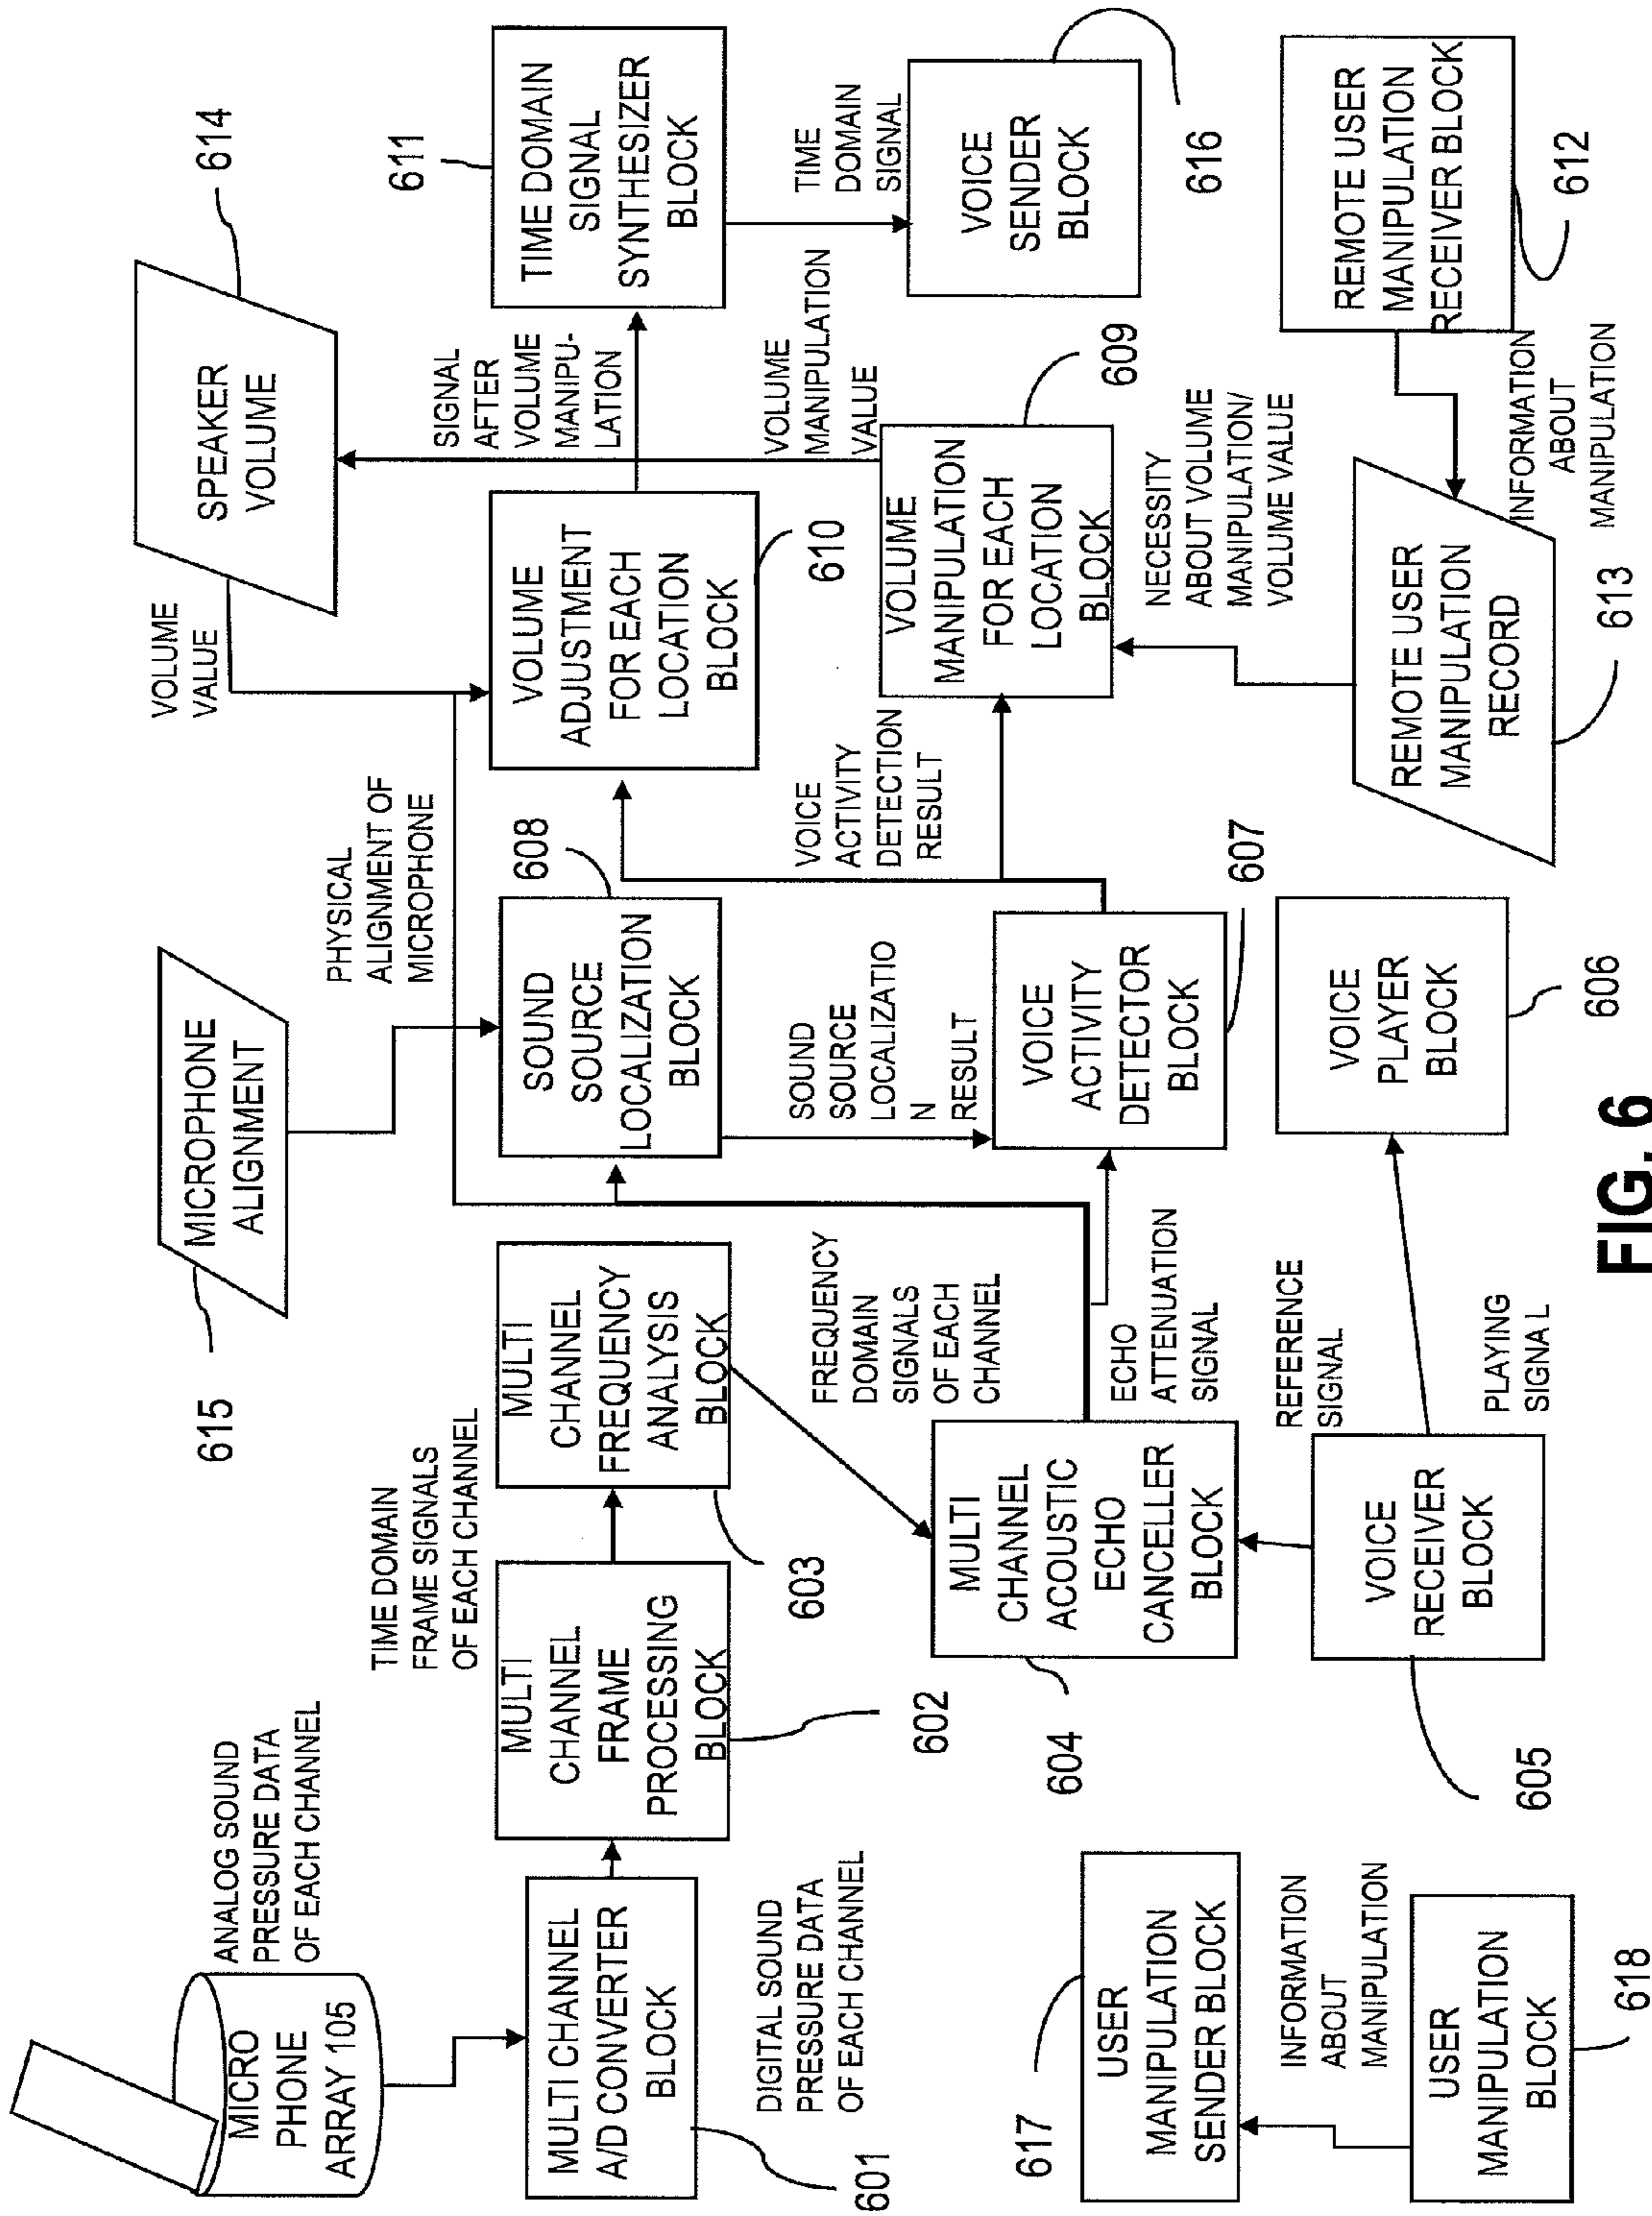 MICRO
PHONE
ARRAY 105
ANALOG SOUND
PRESSURE DATA
OF EACH CHANNEL
MULTI CHANNEL
A/D CONVERTER
BLOCK
601
DIGITAL SOUND
PRESSURE DATA
OF EACH CHANNEL
MULTI
CHANNEL
FRAME
PROCESSING
BLOCK
602
TIME DOMAIN
FRAME SIGNALS
OF EACH CHANNEL
MULTI
CHANNEL
FREQUENCY
ANALYSIS
BLOCK
603
FREQUENCY
DOMAIN
SIGNALS
OF EACH
CHANNEL
MULTI
CHANNEL
ACOUSTIC
ECHO
CANCELLER
BLOCK
604
ECHO
ATTENUATION
SIGNAL
REFERENCE
SIGNAL
VOICE
RECEIVER
BLOCK
605
PLAYING
SIGNAL
VOICE
PLAYER
BLOCK
606
MICROPHONE
ALIGNMENT
615
PHYSICAL
ALIGNMENT OF
MICROPHONE
SOUND
SOURCE
LOCALIZATION
BLOCK
608
SOUND
SOURCE
LOCALIZATIO
N
RESULT
VOICE
ACTIVITY
DETECTOR
BLOCK
607
VOICE
ACTIVITY
DETECTION
RESULT
VOLUME
VALUE
SPEAKER
VOLUME
614
VOLUME
ADJUSTMENT
FOR EACH
LOCATION
BLOCK
610
SIGNAL
AFTER
VOLUME
MANIPU-
LATION
VOLUME
MANIPULATION
VALUE
VOLUME
MANIPULATION
FOR EACH
LOCATION
BLOCK
609
NECESSITY
ABOUT VOLUME
MANIPULATION/
VOLUME VALUE
REMOTE USER
MANIPULATION
RECORD
613
INFORMATION
ABOUT
MANIPULATION
REMOTE USER
MANIPULATION
RECEIVER BLOCK
612
TIME DOMAIN
SIGNAL
SYNTHESIZER
BLOCK
611
TIME
DOMAIN
SIGNAL
VOICE
SENDER
BLOCK
616
USER
MANIPULATION
SENDER BLOCK
617
INFORMATION
ABOUT
MANIPULATION
USER
MANIPULATION
BLOCK
618
FIG. 6